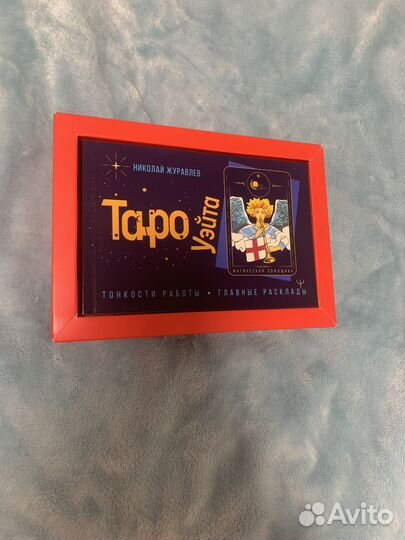 НИКОЛАЙ ЖУРАВЛЕВ
Таро
Уэйта
МАГИЧЕСКИЙ ПОМОЩНИК
ТОНКОСТИ РАБОТЫ • ГЛАВНЫЕ РАСКЛАДЫ
Avito